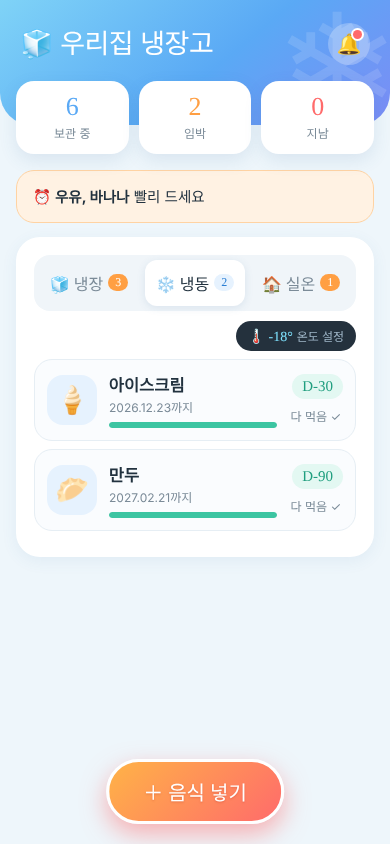 우리집 냉장고
6 2 0
보관 중 임박 지남
우유, 바나나 빨리 드세요
냉장 3 냉동 2 실온 1
-18° 온도 설정
아이스크림 D-30
2026.12.23까지
다 먹음 ✓
만두 D-90
2027.02.21까지
다 먹음 ✓
+ 음식 넣기